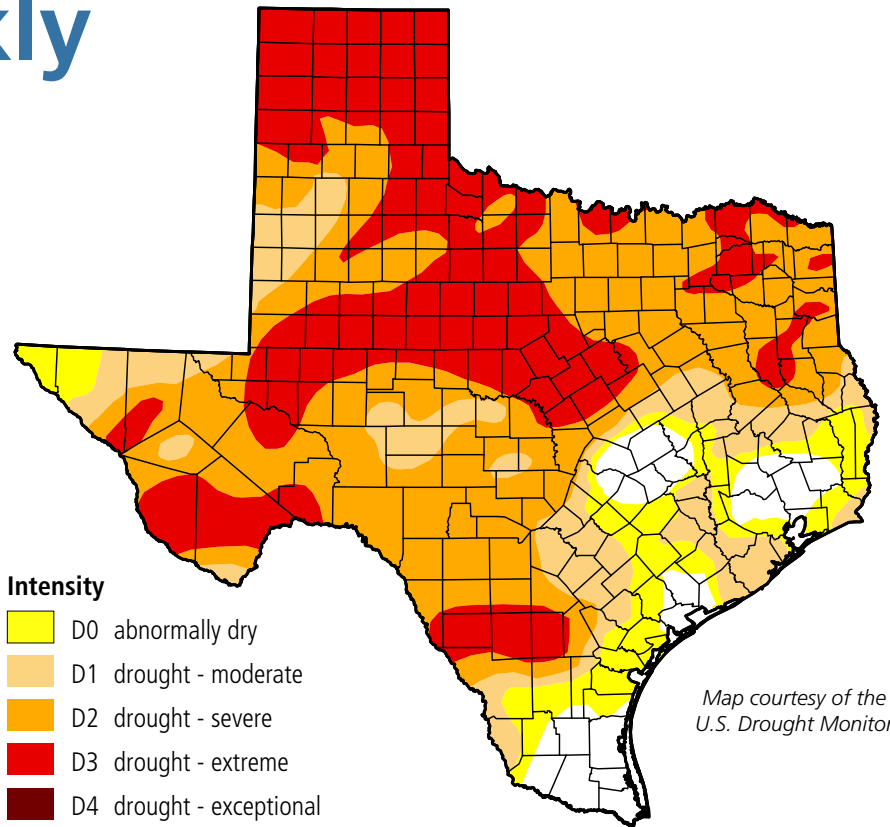 kly
Intensity
D0 abnormally dry
D1 drought - moderate
D2 drought - severe
D3 drought - extreme
D4 drought - exceptional
Map courtesy of the
U.S. Drought Monitor